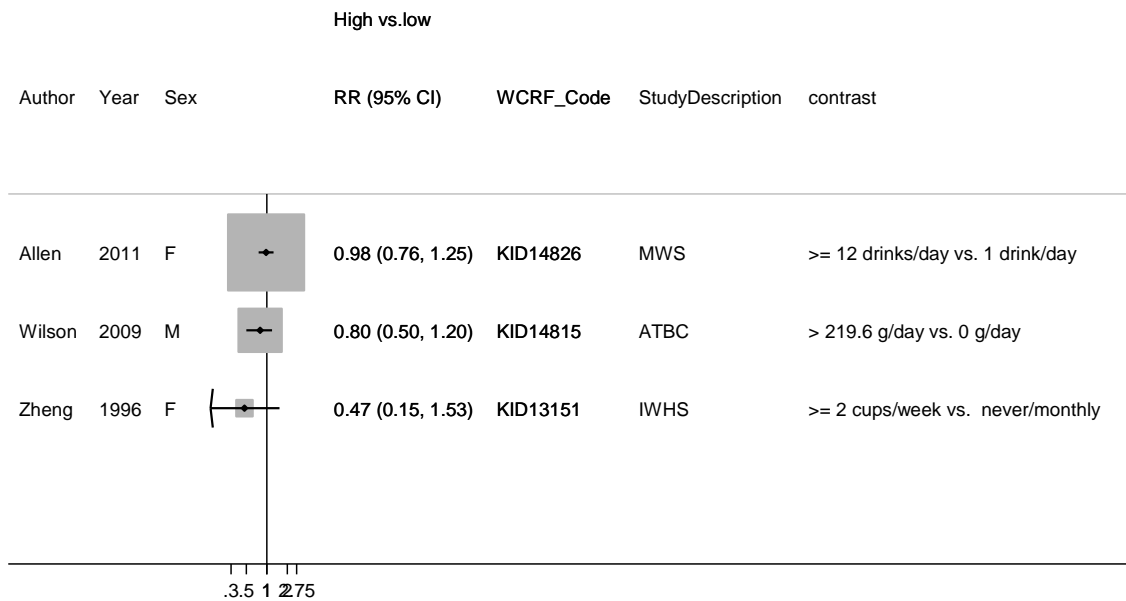 High vs.low
Author Year Sex RR (95% CI) WCRF_Code StudyDescription contrast
Allen 2011 F 0.98 (0.76, 1.25) KID14826 MWS >= 12 drinks/day vs. 1 drink/day
Wilson 2009 M 0.80 (0.50, 1.20) KID14815 ATBC > 219.6 g/day vs. 0 g/day
Zheng 1996 F 0.47 (0.15, 1.53) KID13151 IWHS >= 2 cups/week vs. never/monthly
.3 .5 1 2 2.75